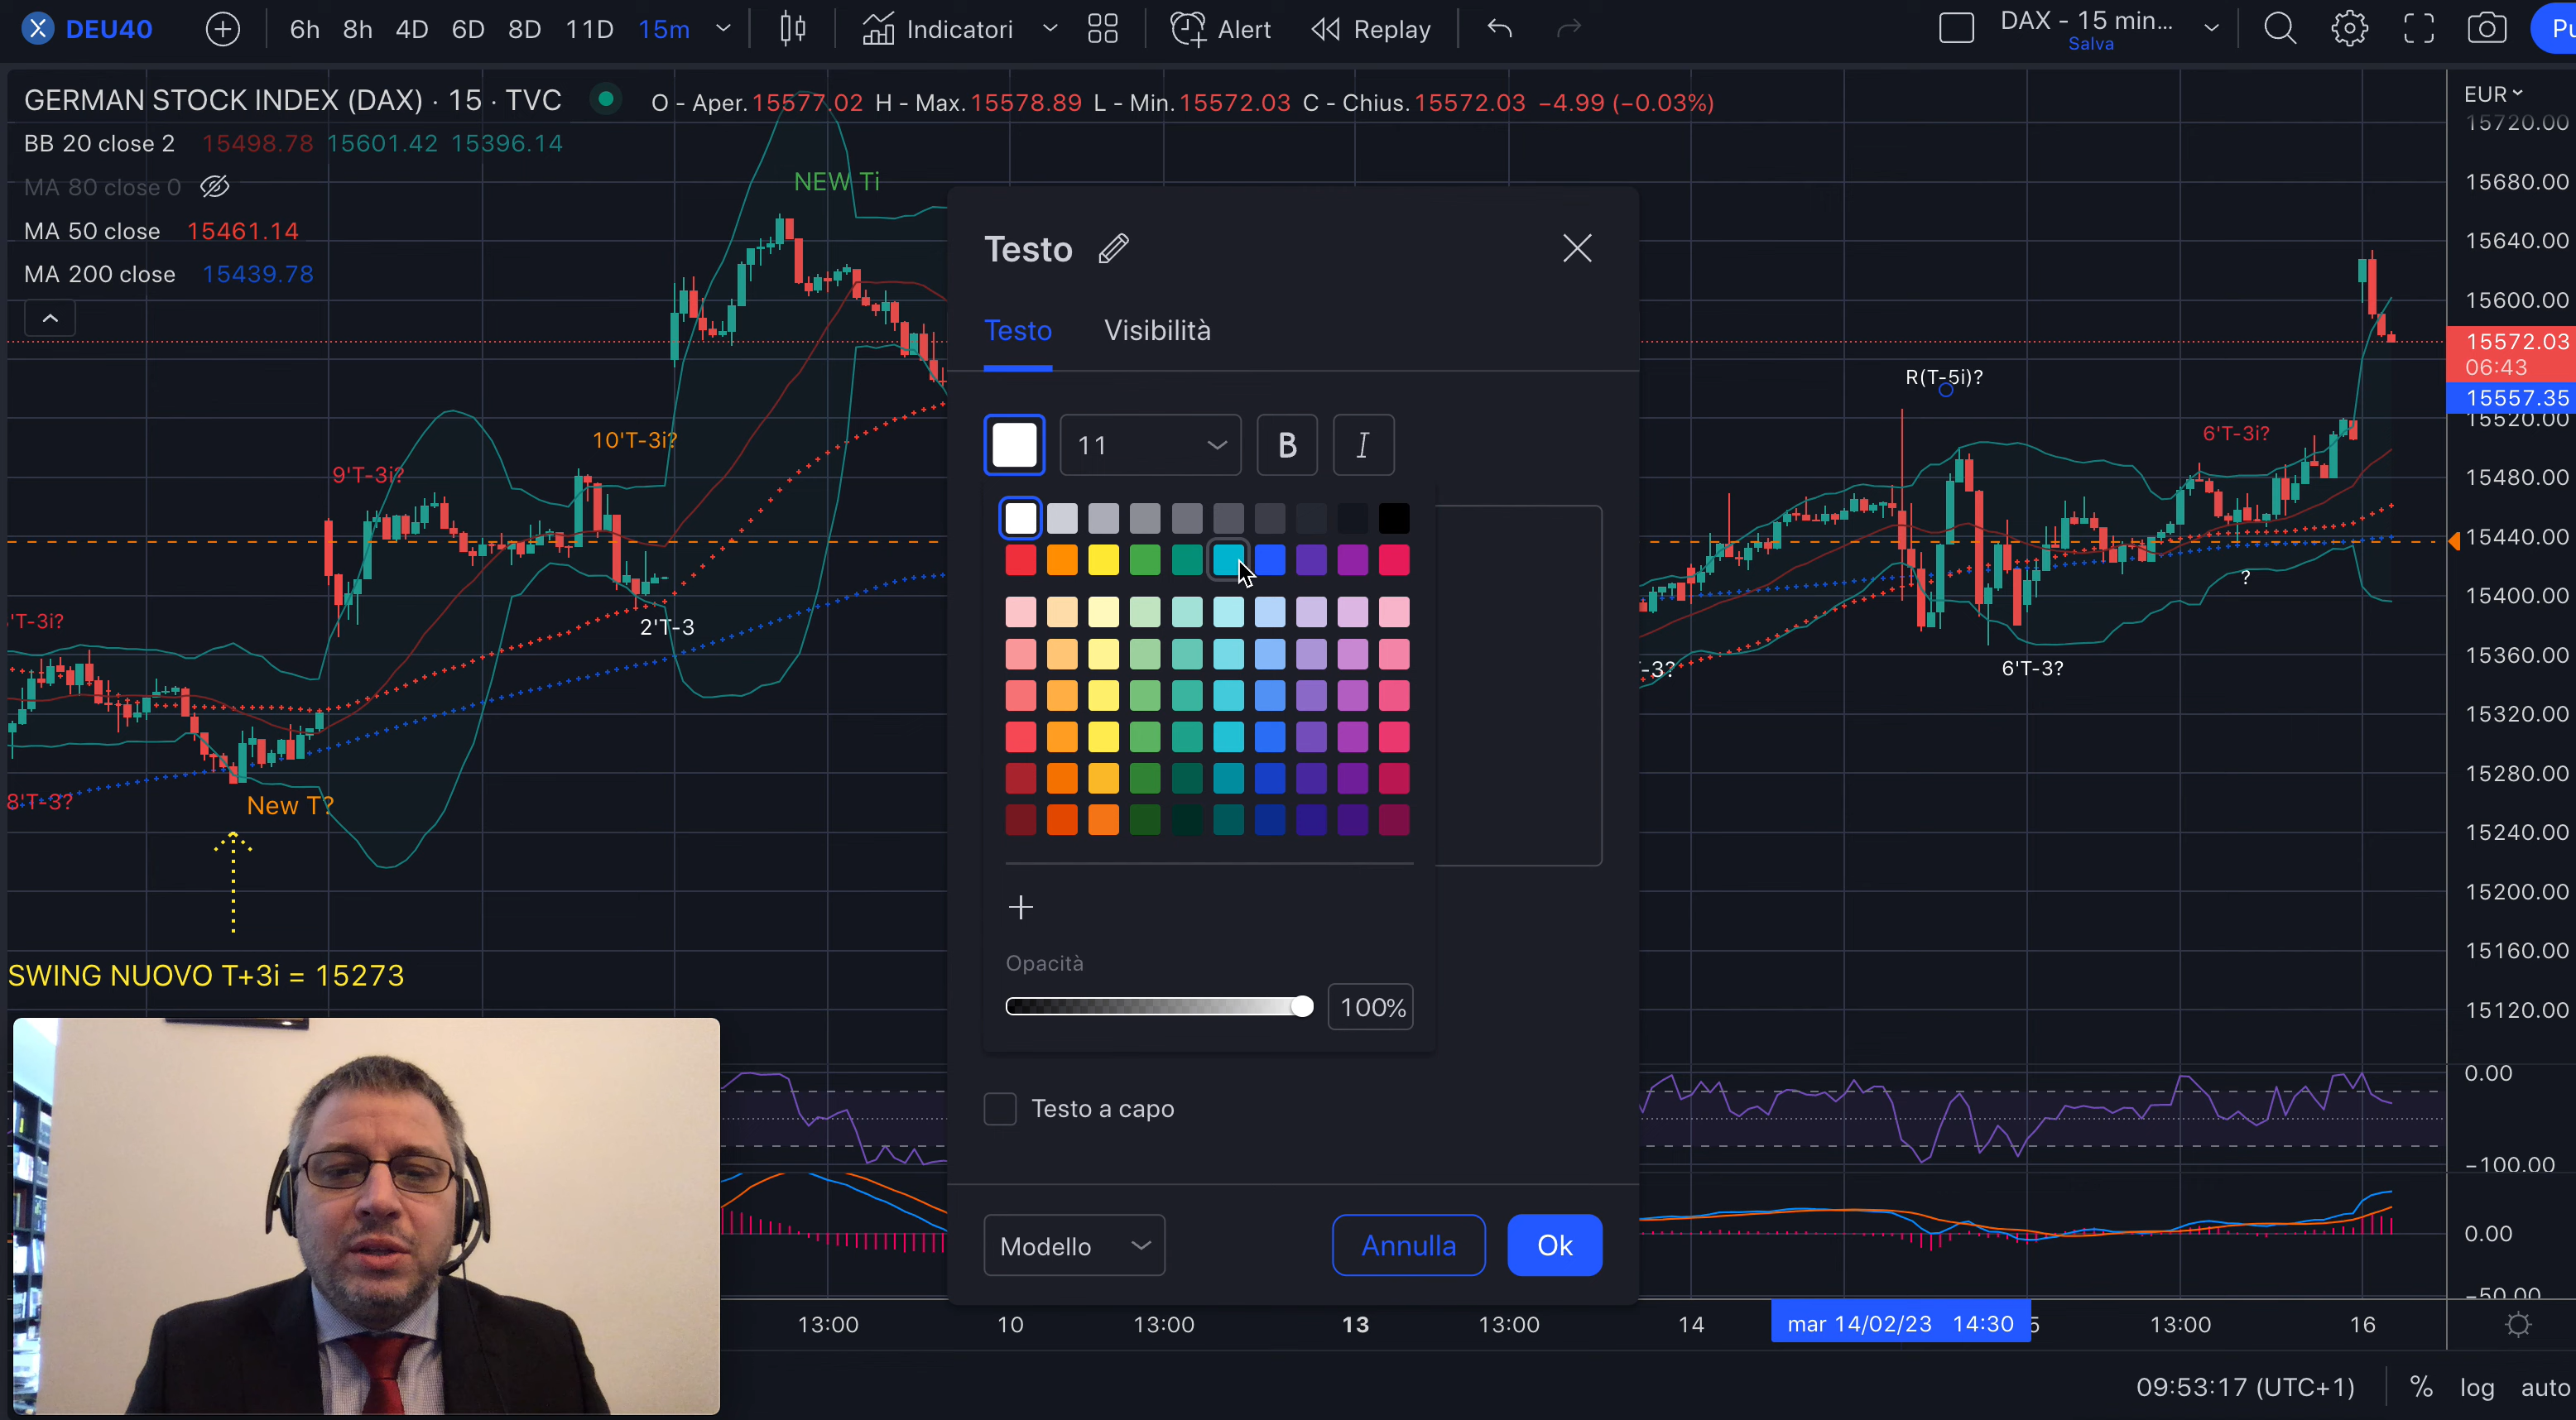 DEU40
6h 8h 4D 6D 8D 11D 15m
Indicatori
Alert
Replay
DAX - 15 min...
Salva
GERMAN STOCK INDEX (DAX) · 15 · TVC
O - Aper. 15577.02 H - Max. 15578.89 L - Min. 15572.03 C - Chius. 15572.03 −4.99 (−0.03%)
BB 20 close 2 15498.78 15601.42 15396.14
MA 80 close 0
MA 50 close 15461.14
MA 200 close 15439.78
NEW Ti
10'T-3i?
9'T-3i?
2'T-3
'T-3i?
8'T-3?
New T?
SWING NUOVO T+3i = 15273
Testo
Testo Visibilità
11 B I
Opacità
100%
Testo a capo
Modello
Annulla
Ok
R(T-5i)?
6'T-3i?
?
-3?
6'T-3?
EUR
15720.00
15680.00
15640.00
15600.00
15572.03
06:43
15557.35
15520.00
15480.00
15440.00
15400.00
15360.00
15320.00
15280.00
15240.00
15200.00
15160.00
15120.00
0.00
−100.00
0.00
−50.00
13:00 10 13:00 13 13:00 14 mar 14/02/23 14:30 5 13:00 16
09:53:17 (UTC+1) % log auto